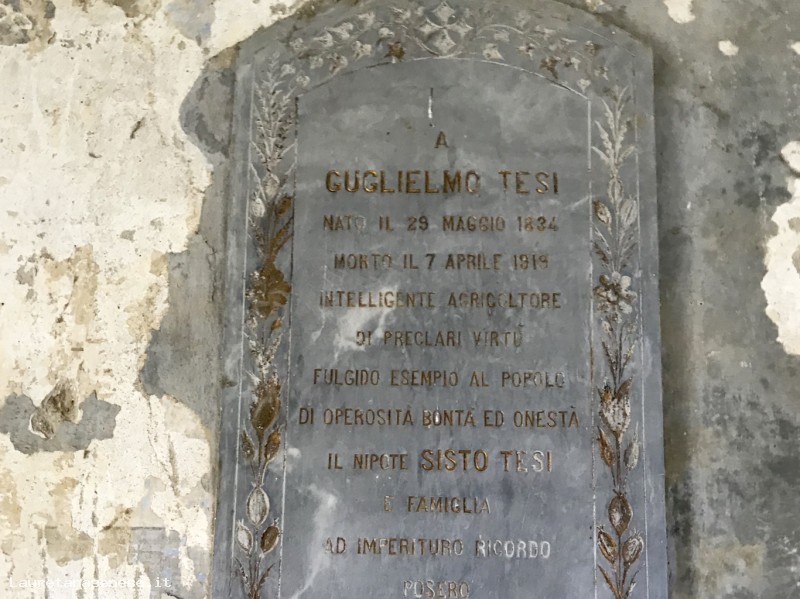 A
GUGLIELMO TESI
NATO IL 29 MAGGIO 1834
MORTO IL 7 APRILE 1919
INTELLIGENTE AGRICOLTORE
DI PRECLARI VIRTÙ
FULGIDO ESEMPIO AL POPOLO
DI OPEROSITÀ BONTÀ ED ONESTÀ
IL NIPOTE SISTO TESI
E FAMIGLIA
AD IMPERITURO RICORDO
POSERO